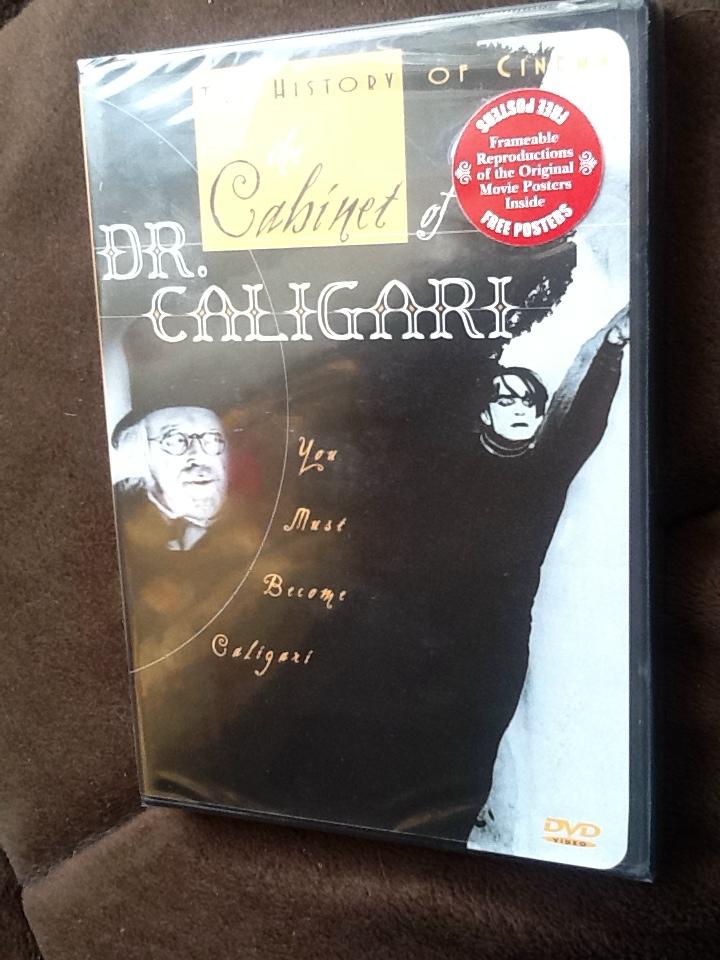 THE HISTORY OF CINEMA
the
Cabinet of
DR.
CALIGARI
FREE POSTERS
Frameable
Reproductions
of the Original
Movie Posters
Inside
FREE POSTERS
You
Must
Become
Caligari
DVD
VIDEO